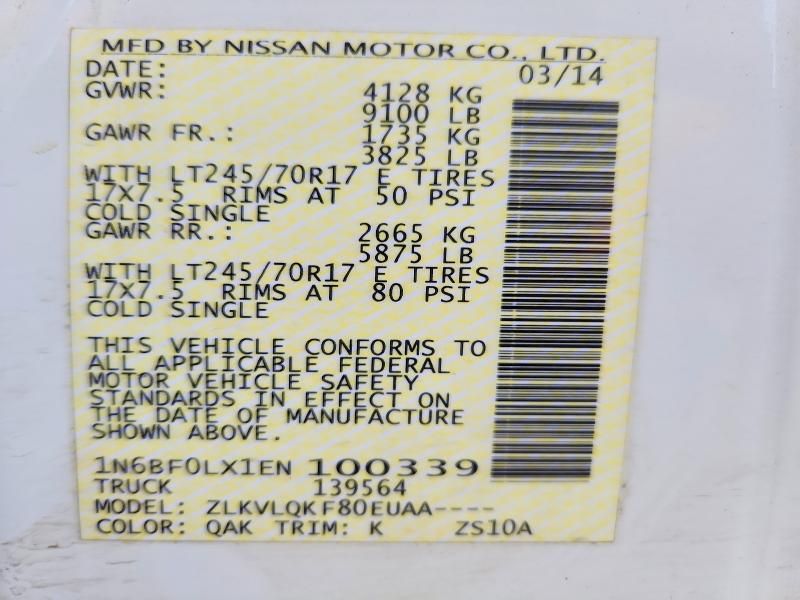 MFD BY NISSAN MOTOR CO., LTD.
DATE: 03/14
GVWR: 4128 KG
9100 LB
GAWR FR.: 1735 KG
3825 LB
WITH LT245/70R17 E TIRES
17X7.5 RIMS AT 50 PSI
COLD SINGLE
GAWR RR.: 2665 KG
5875 LB
WITH LT245/70R17 E TIRES
17X7.5 RIMS AT 80 PSI
COLD SINGLE
THIS VEHICLE CONFORMS TO
ALL APPLICABLE FEDERAL
MOTOR VEHICLE SAFETY
STANDARDS IN EFFECT ON
THE DATE OF MANUFACTURE
SHOWN ABOVE.
1N6BF0LX1EN 100339
TRUCK 139564
MODEL: ZLKVLQKF80EUAA----
COLOR: QAK TRIM: K ZS10A